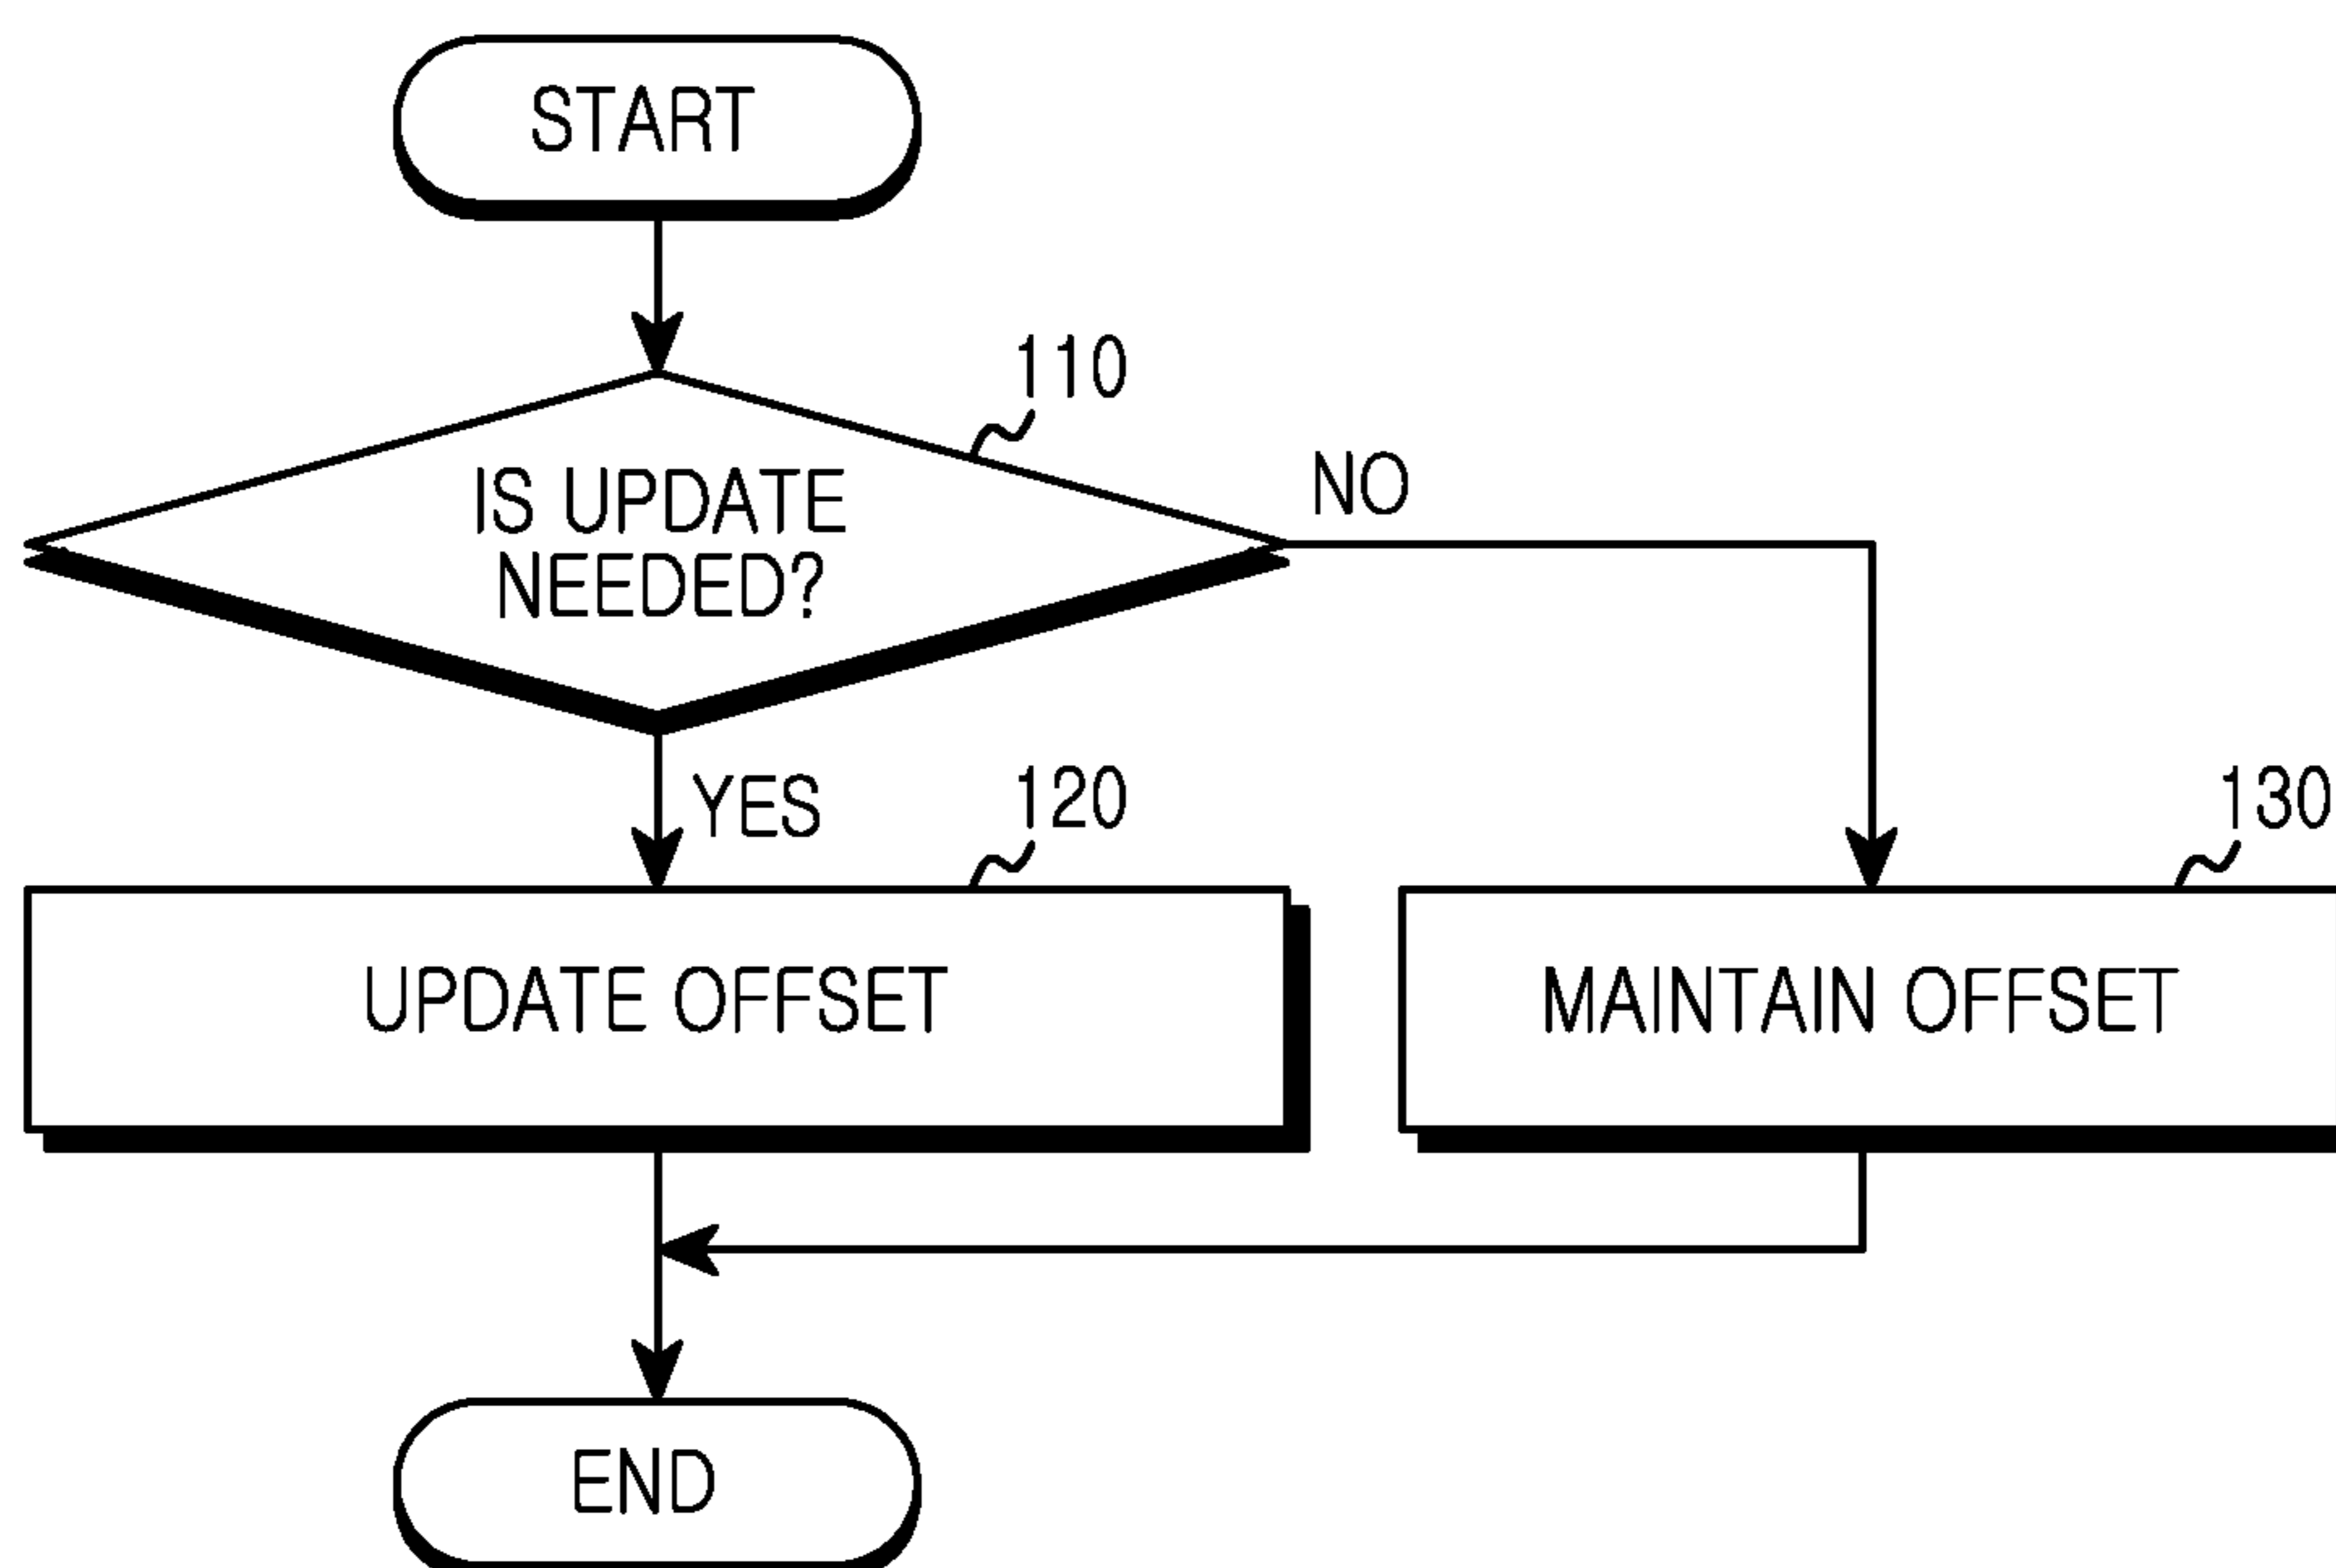 START
110
IS UPDATE
NEEDED?
NO
YES
120
130
UPDATE OFFSET
MAINTAIN OFFSET
END